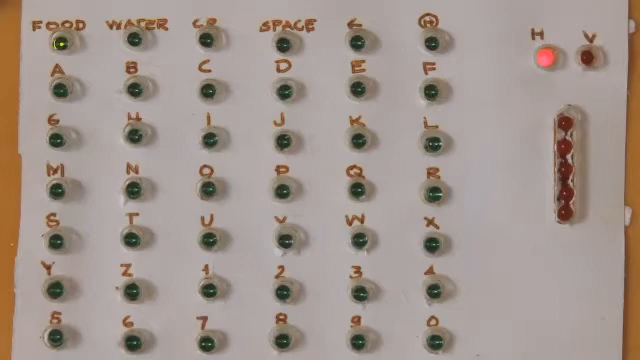 FOOD WATER CR SPACE < H H V
A B C D E F
G H I J K L
M N O P Q R
S T U V W X
Y Z 1 2 3 4
5 6 7 8 9 0